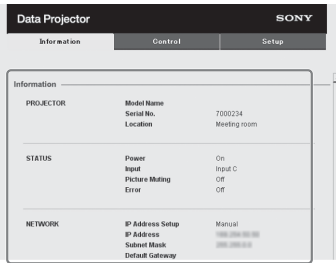 Data Projector SONY
Information Control Setup
Information
PROJECTOR Model Name
Serial No. 7000234
Location Meeting room
STATUS Power On
Input Input C
Picture Muting Off
Error Off
NETWORK IP Address Setup Manual
IP Address
Subnet Mask
Default Gateway